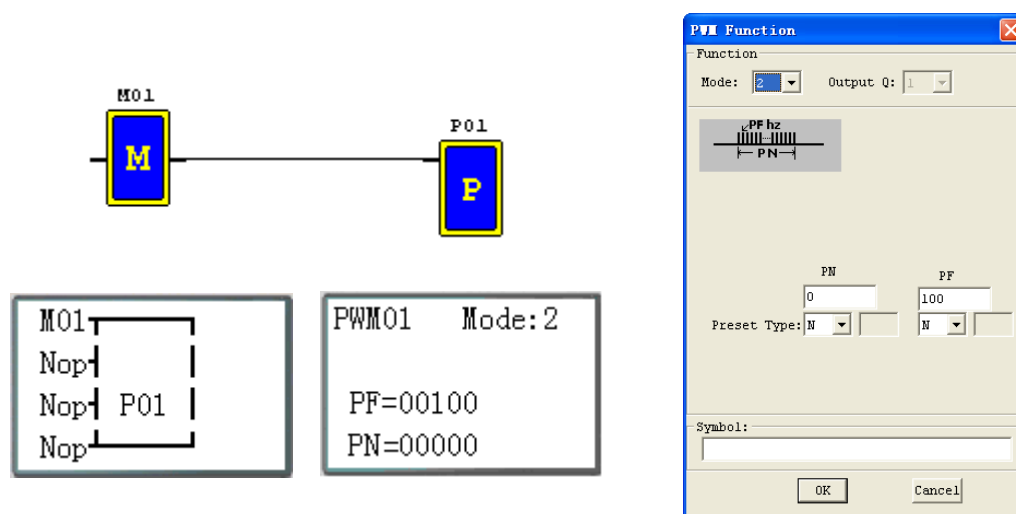 M01
M
P01
P
M01
Nop
Nop P01
Nop
PWM01 Mode:2
PF=00100
PN=00000
PWM Function
Function
Mode: 2 Output Q: 1
PF hz
PN
PN PF
0 100
Preset Type: N N
Symbol:
OK Cancel